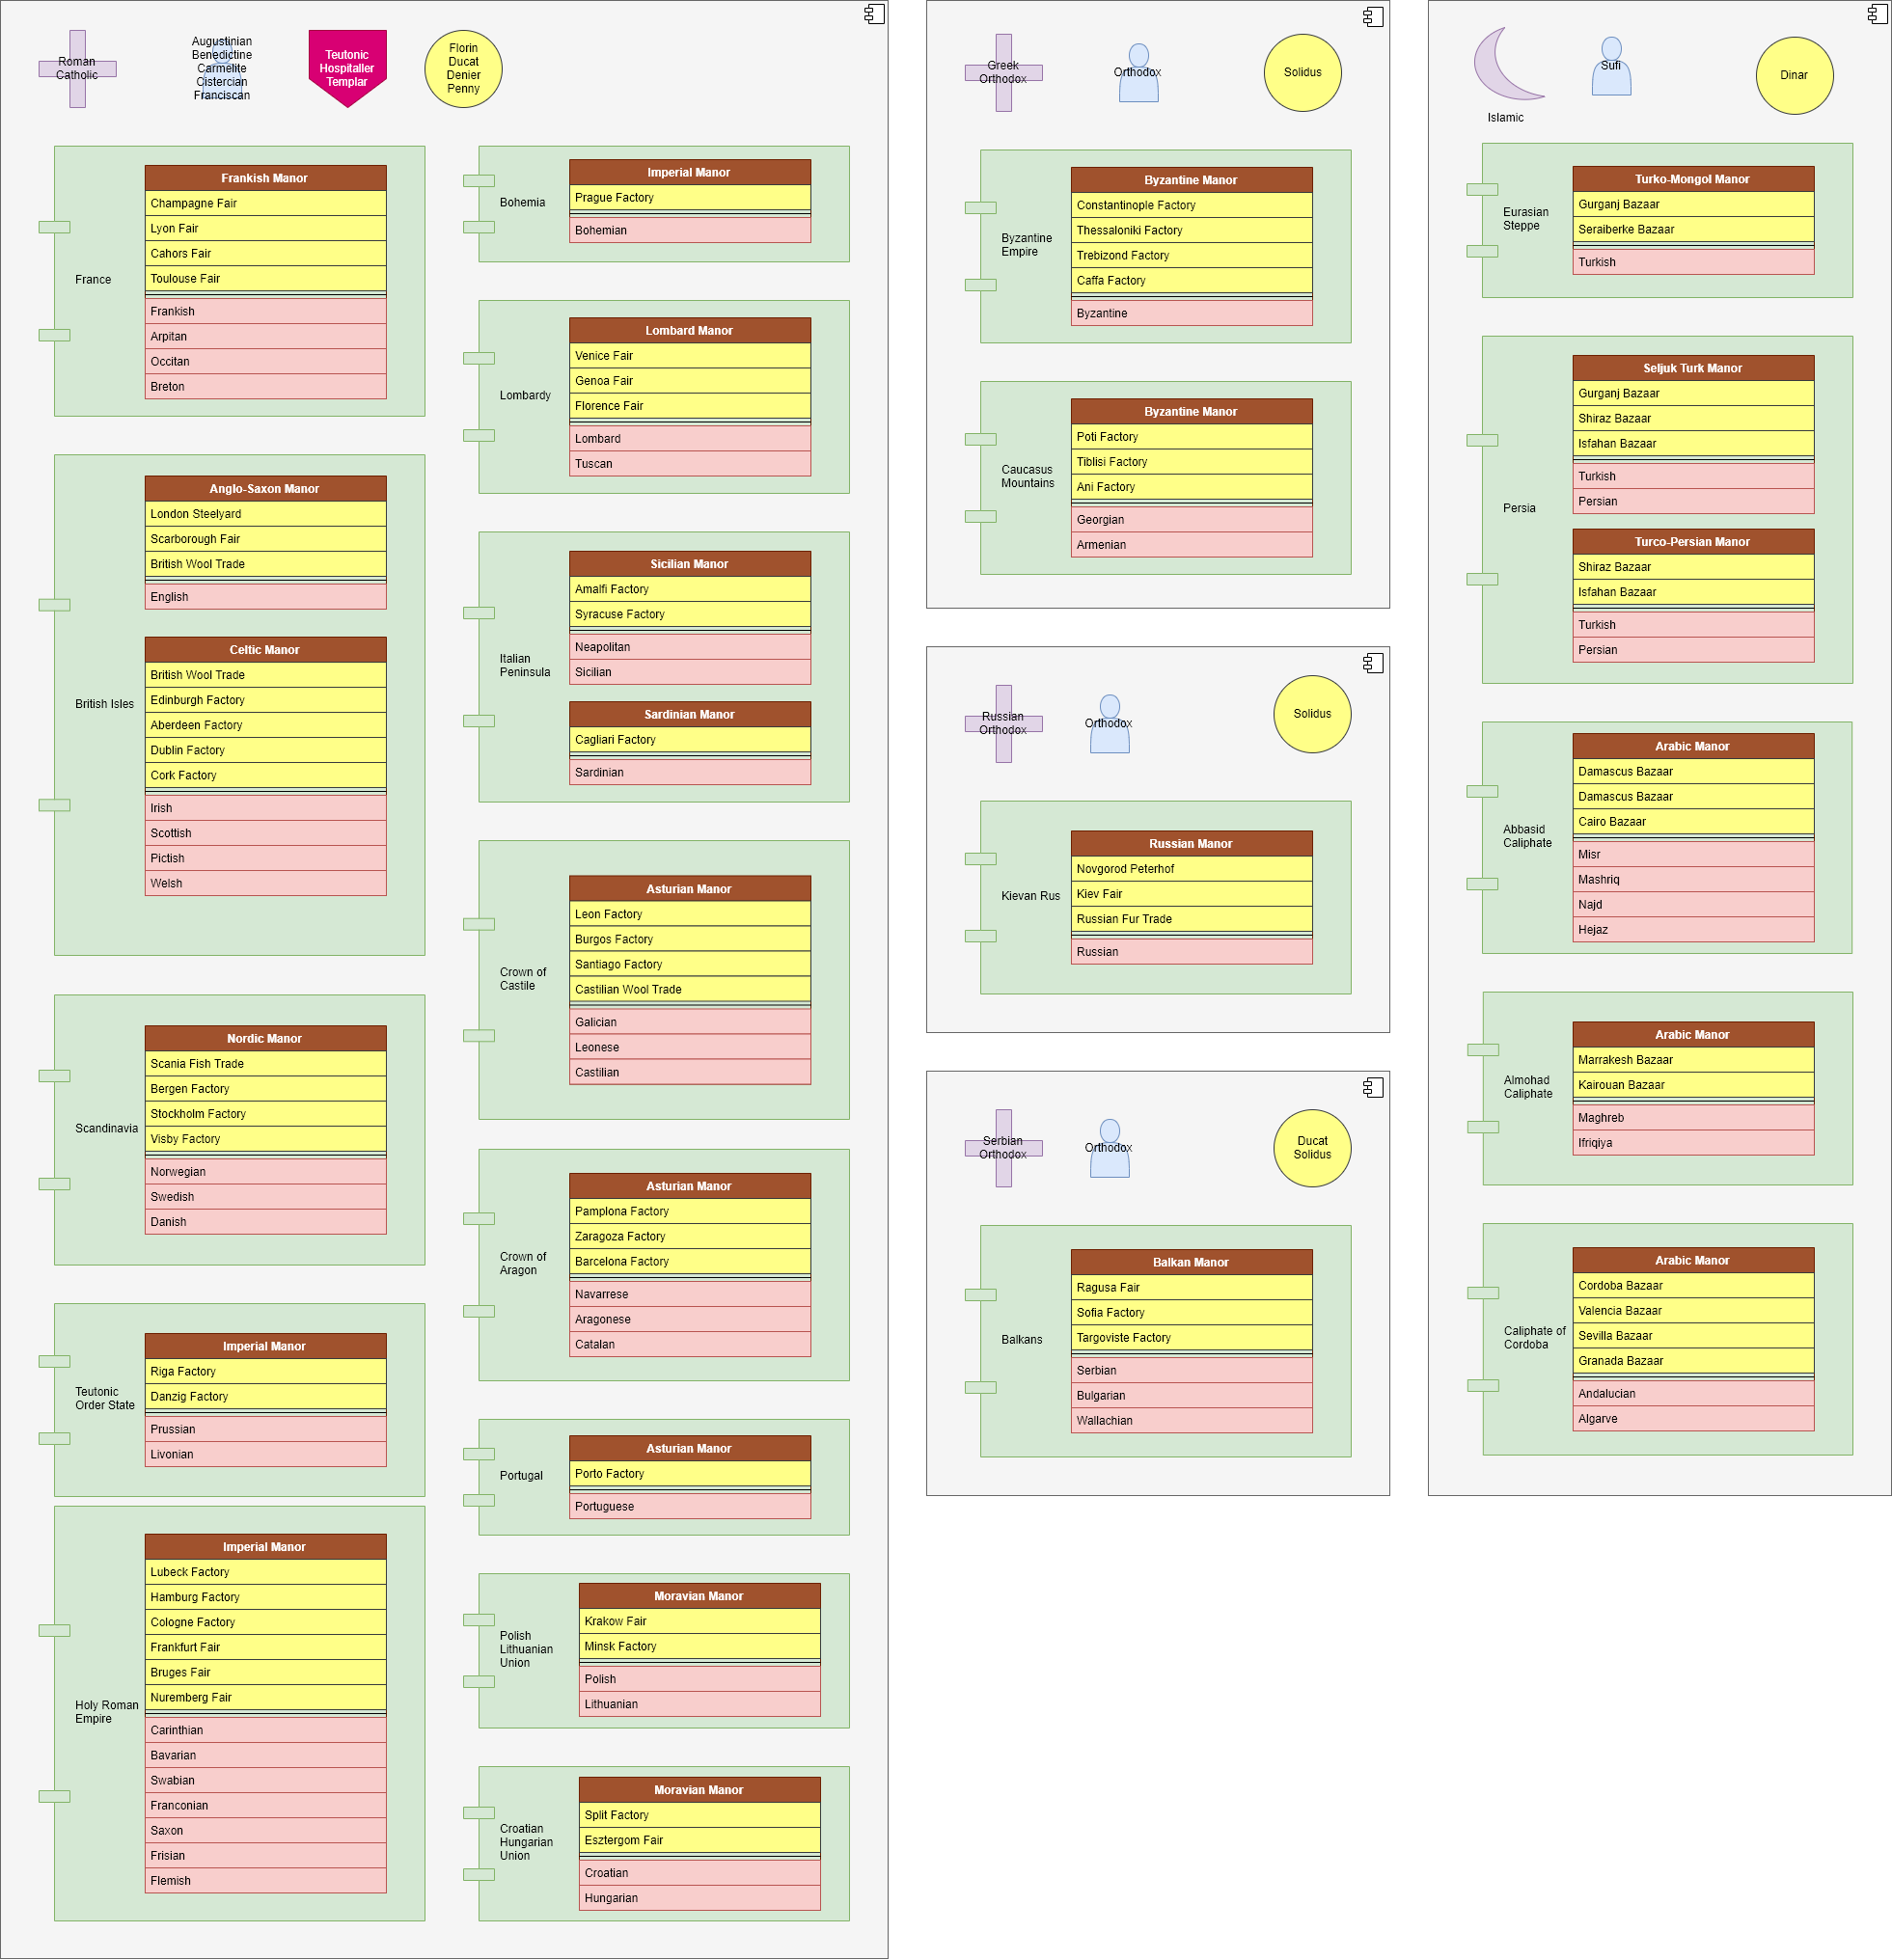 Roman
Catholic
Augustinian
Benedictine
Carmelite
Cistercian
Franciscan
Teutonic
Hospitaller
Templar
Florin
Ducat
Denier
Penny
France
Frankish Manor
Champagne Fair
Lyon Fair
Cahors Fair
Toulouse Fair
Frankish
Arpitan
Occitan
Breton
British Isles
Anglo-Saxon Manor
London Steelyard
Scarborough Fair
British Wool Trade
English
Celtic Manor
British Wool Trade
Edinburgh Factory
Aberdeen Factory
Dublin Factory
Cork Factory
Irish
Scottish
Pictish
Welsh
Scandinavia
Nordic Manor
Scania Fish Trade
Bergen Factory
Stockholm Factory
Visby Factory
Norwegian
Swedish
Danish
Teutonic
Order State
Imperial Manor
Riga Factory
Danzig Factory
Prussian
Livonian
Holy Roman
Empire
Imperial Manor
Lubeck Factory
Hamburg Factory
Cologne Factory
Frankfurt Fair
Bruges Fair
Nuremberg Fair
Carinthian
Bavarian
Swabian
Franconian
Saxon
Frisian
Flemish
Bohemia
Imperial Manor
Prague Factory
Bohemian
Lombardy
Lombard Manor
Venice Fair
Genoa Fair
Florence Fair
Lombard
Tuscan
Italian
Peninsula
Sicilian Manor
Amalfi Factory
Syracuse Factory
Neapolitan
Sicilian
Sardinian Manor
Cagliari Factory
Sardinian
Crown of
Castile
Asturian Manor
Leon Factory
Burgos Factory
Santiago Factory
Castilian Wool Trade
Galician
Leonese
Castilian
Crown of
Aragon
Asturian Manor
Pamplona Factory
Zaragoza Factory
Barcelona Factory
Navarrese
Aragonese
Catalan
Portugal
Asturian Manor
Porto Factory
Portuguese
Polish
Lithuanian
Union
Moravian Manor
Krakow Fair
Minsk Factory
Polish
Lithuanian
Croatian
Hungarian
Union
Moravian Manor
Split Factory
Esztergom Fair
Croatian
Hungarian
Greek
Orthodox
Orthodox
Solidus
Byzantine
Empire
Byzantine Manor
Constantinople Factory
Thessaloniki Factory
Trebizond Factory
Caffa Factory
Byzantine
Caucasus
Mountains
Byzantine Manor
Poti Factory
Tiblisi Factory
Ani Factory
Georgian
Armenian
Russian
Orthodox
Orthodox
Solidus
Kievan Rus
Russian Manor
Novgorod Peterhof
Kiev Fair
Russian Fur Trade
Russian
Serbian
Orthodox
Orthodox
Ducat
Solidus
Balkans
Balkan Manor
Ragusa Fair
Sofia Factory
Targoviste Factory
Serbian
Bulgarian
Wallachian
Islamic
Sufi
Dinar
Eurasian
Steppe
Turko-Mongol Manor
Gurganj Bazaar
Seraiberke Bazaar
Turkish
Persia
Seljuk Turk Manor
Gurganj Bazaar
Shiraz Bazaar
Isfahan Bazaar
Turkish
Persian
Turco-Persian Manor
Shiraz Bazaar
Isfahan Bazaar
Turkish
Persian
Abbasid
Caliphate
Arabic Manor
Damascus Bazaar
Damascus Bazaar
Cairo Bazaar
Misr
Mashriq
Najd
Hejaz
Almohad
Caliphate
Arabic Manor
Marrakesh Bazaar
Kairouan Bazaar
Maghreb
Ifriqiya
Caliphate of
Cordoba
Arabic Manor
Cordoba Bazaar
Valencia Bazaar
Sevilla Bazaar
Granada Bazaar
Andalucian
Algarve